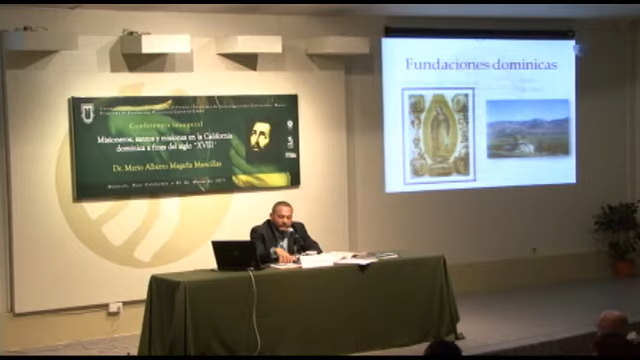 Conferencia inaugural
Misioneros, santos y misiones en la California
dominica a fines del siglo "XVIII"
Dr. Mario Alberto Magaña Mancillas
Fundaciones dominicas